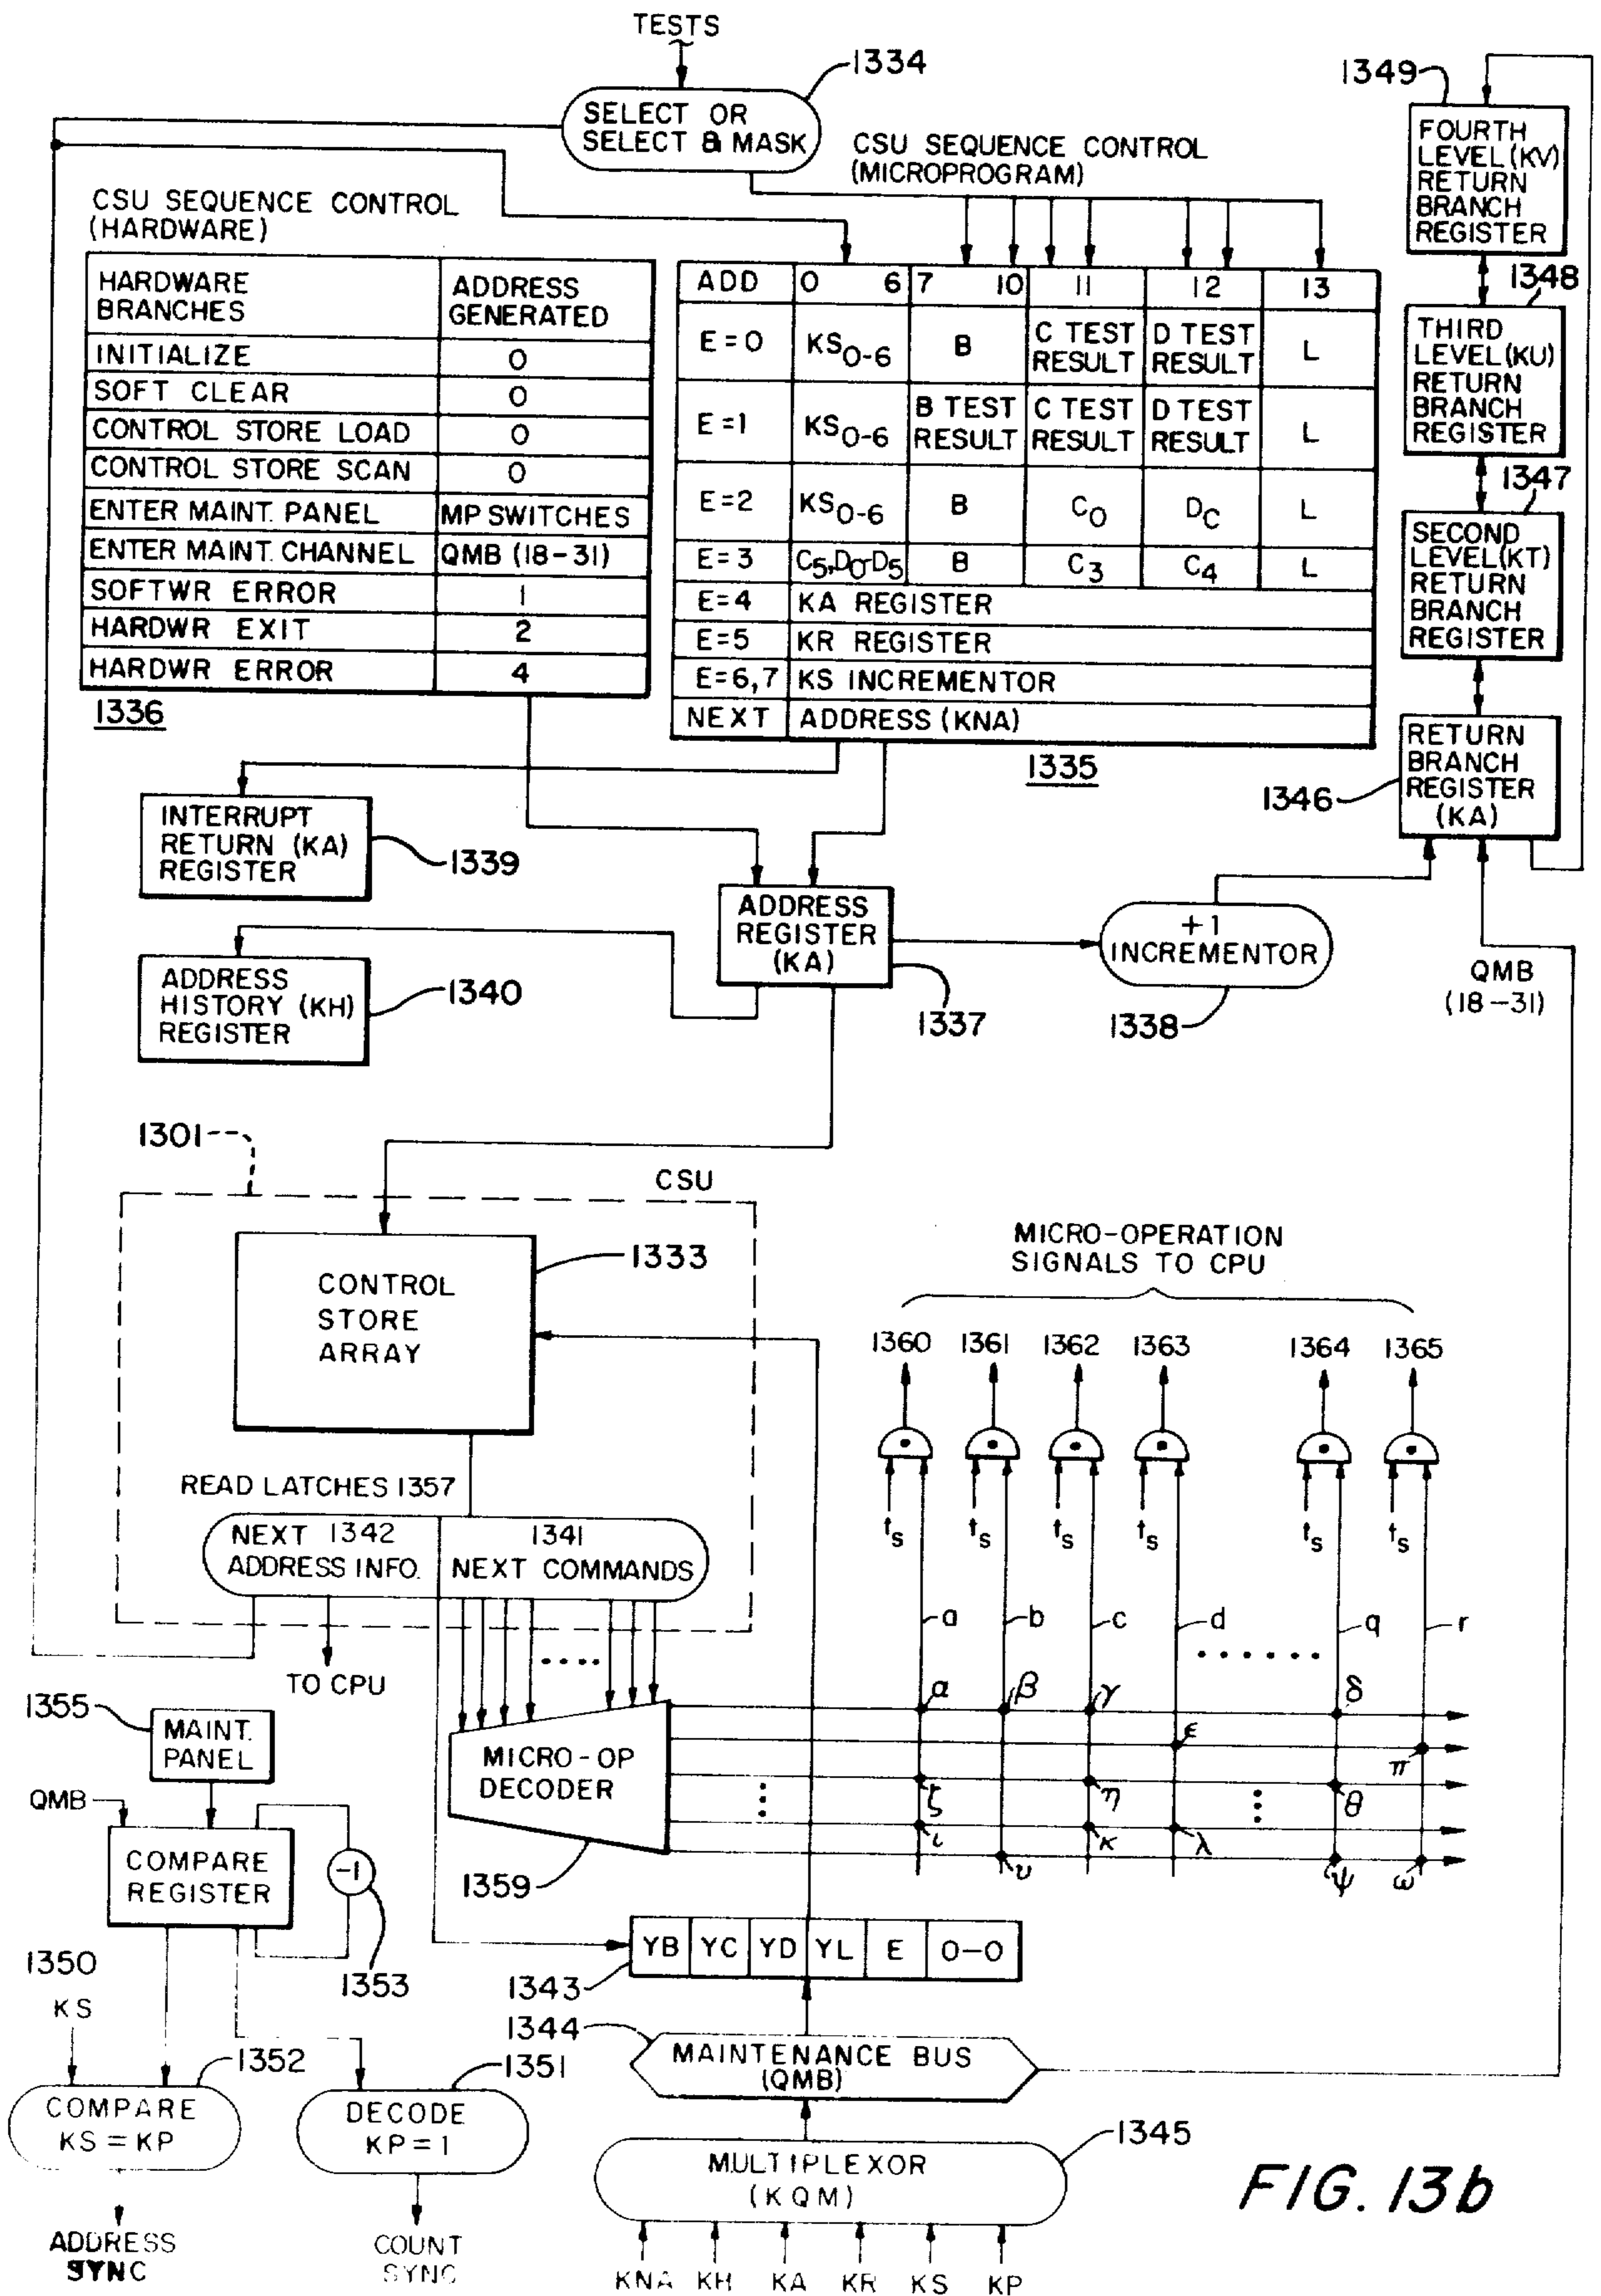 TESTS
1334
SELECT OR
SELECT & MASK
CSU SEQUENCE CONTROL
(MICROPROGRAM)
1349
FOURTH
LEVEL(KV)
RETURN
BRANCH
REGISTER
1348
THIRD
LEVEL(KU)
RETURN
BRANCH
REGISTER
1347
SECOND
LEVEL(KT)
RETURN
BRANCH
REGISTER
RETURN
BRANCH
REGISTER
(KA)
1346
CSU SEQUENCE CONTROL
(HARDWARE)
HARDWARE BRANCHES ADDRESS GENERATED
INITIALIZE 0
SOFT CLEAR 0
CONTROL STORE LOAD 0
CONTROL STORE SCAN 0
ENTER MAINT. PANEL MP SWITCHES
ENTER MAINT. CHANNEL QMB (18-31)
SOFTWR ERROR 1
HARDWR EXIT 2
HARDWR ERROR 4
1336
ADD 0 6 7 10 11 12 13
E=0 KS0-6 B C TEST RESULT D TEST RESULT L
E=1 KS0-6 B TEST RESULT C TEST RESULT D TEST RESULT L
E=2 KS0-6 B C0 DC L
E=3 C5,D0-D5 B C3 C4 L
E=4 KA REGISTER
E=5 KR REGISTER
E=6,7 KS INCREMENTOR
NEXT ADDRESS (KNA)
1335
INTERRUPT
RETURN (KA)
REGISTER
1339
ADDRESS
HISTORY (KH)
REGISTER
1340
ADDRESS
REGISTER
(KA)
1337
+1
INCREMENTOR
1338
QMB
(18-31)
1301
CSU
CONTROL
STORE
ARRAY
1333
READ LATCHES 1357
NEXT 1342
ADDRESS INFO.
1341
NEXT COMMANDS
TO CPU
MICRO-OPERATION
SIGNALS TO CPU
1360 1361 1362 1363 1364 1365
ts ts ts ts ts ts
a b c d q r
α β γ δ
ε π
ζ η θ
ι κ λ
υ ψ ω
MICRO-OP
DECODER
1359
1355
MAINT.
PANEL
QMB
COMPARE
REGISTER
-1
1353
1350
KS
1352
COMPARE
KS = KP
ADDRESS
SYNC
1351
DECODE
KP = 1
COUNT
SYNC
YB YC YD YL E 0-0
1343
1344
MAINTENANCE BUS
(QMB)
1345
MULTIPLEXOR
(KQM)
KNA KH KA KR KS KP
FIG. 13b